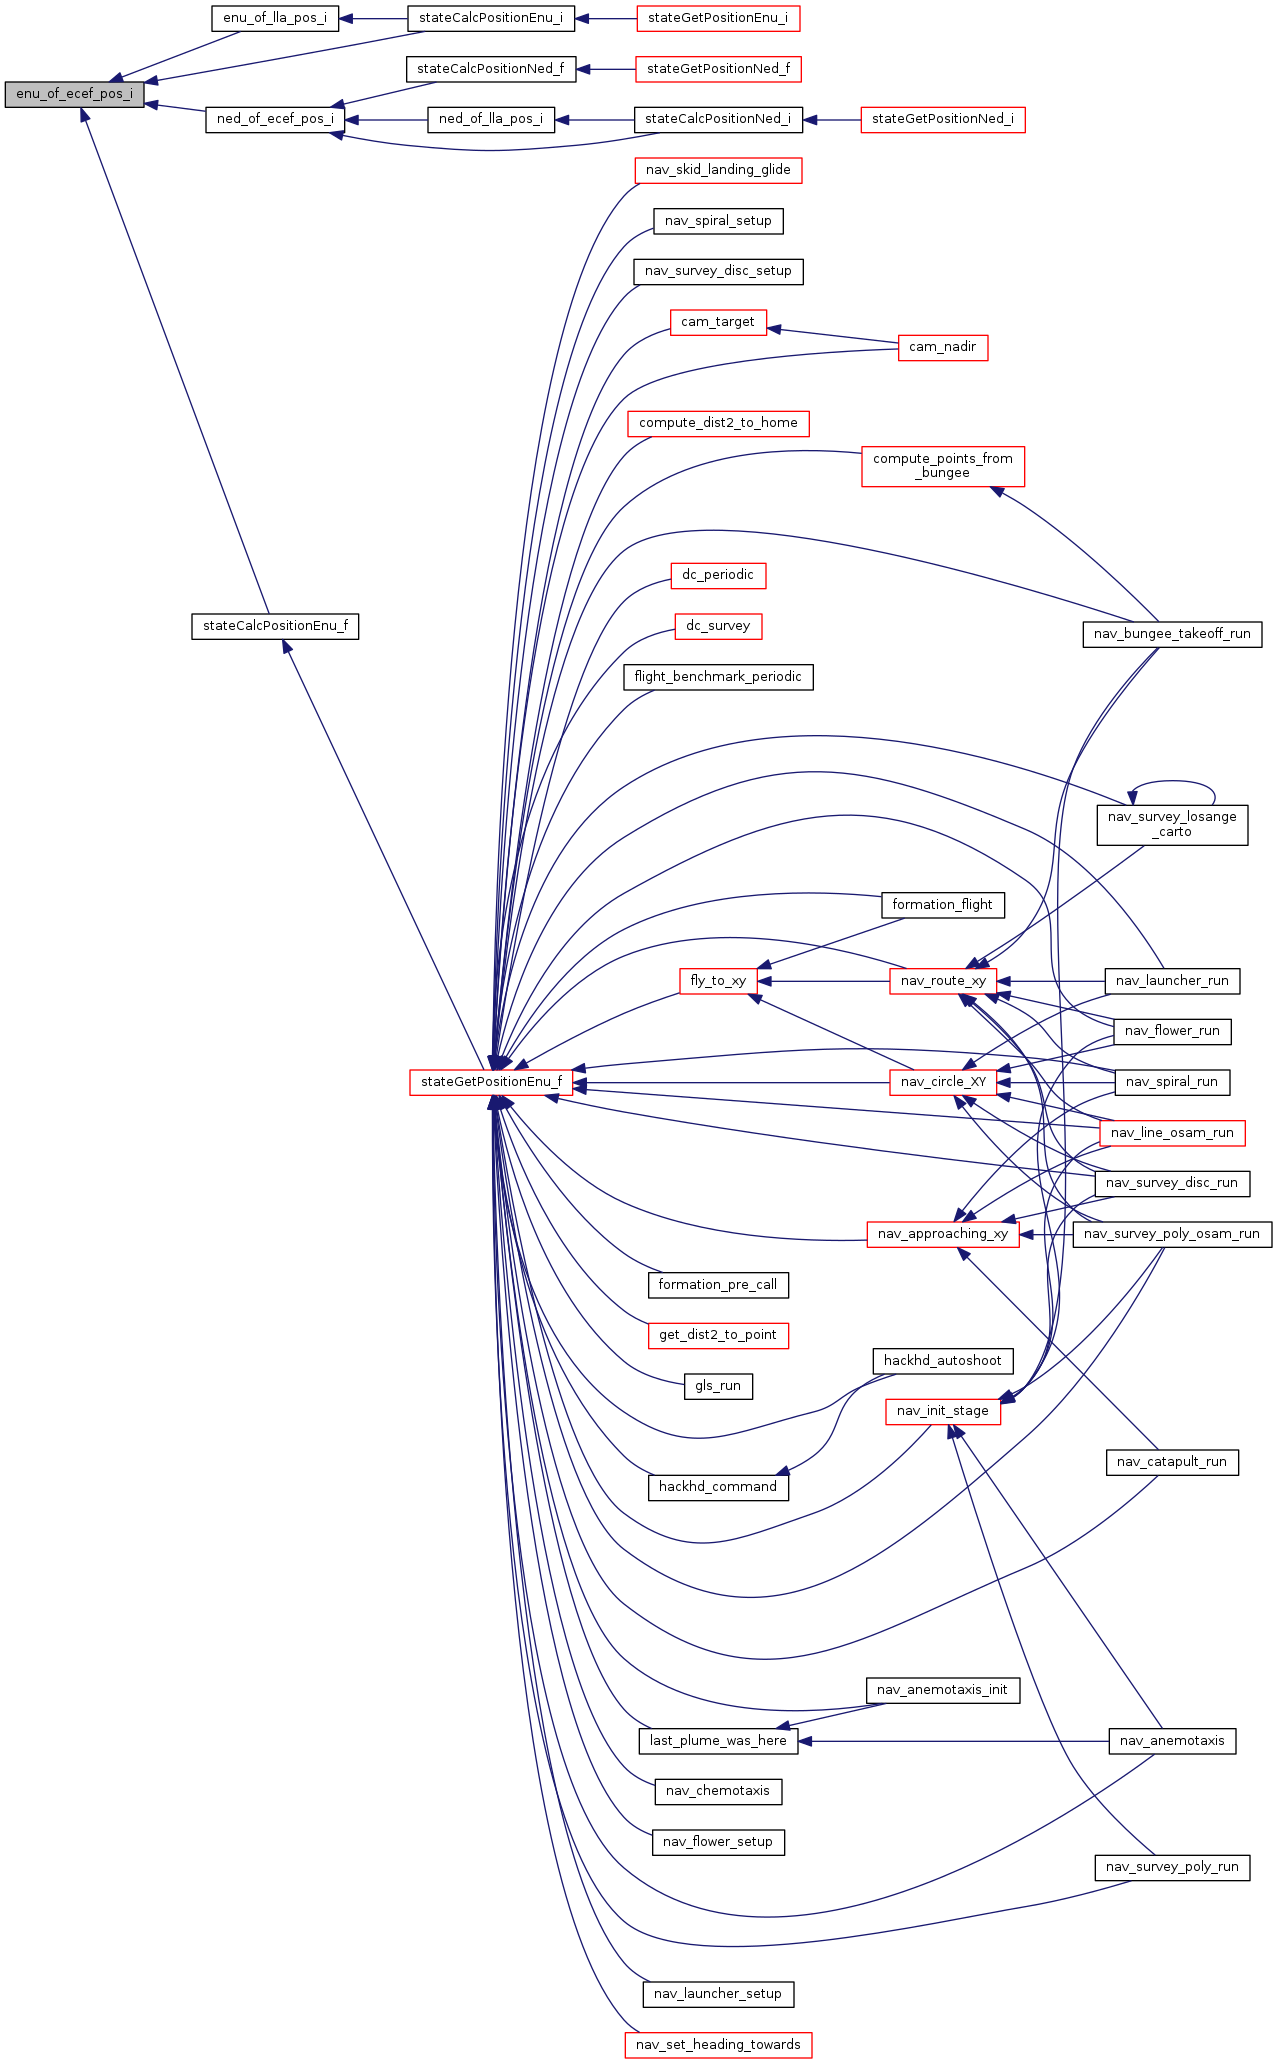 enu_of_lla_pos_i
stateCalcPositionEnu_i
stateGetPositionEnu_i
stateCalcPositionNed_f
stateGetPositionNed_f
enu_of_ecef_pos_i
ned_of_ecef_pos_i
ned_of_lla_pos_i
stateCalcPositionNed_i
stateGetPositionNed_i
nav_skid_landing_glide
nav_spiral_setup
nav_survey_disc_setup
cam_target
cam_nadir
compute_dist2_to_home
compute_points_from
_bungee
dc_periodic
dc_survey
stateCalcPositionEnu_f
nav_bungee_takeoff_run
flight_benchmark_periodic
nav_survey_losange
_carto
formation_flight
fly_to_xy
nav_route_xy
nav_launcher_run
nav_flower_run
stateGetPositionEnu_f
nav_circle_XY
nav_spiral_run
nav_line_osam_run
nav_survey_disc_run
nav_approaching_xy
nav_survey_poly_osam_run
formation_pre_call
get_dist2_to_point
hackhd_autoshoot
gls_run
nav_init_stage
nav_catapult_run
hackhd_command
nav_anemotaxis_init
last_plume_was_here
nav_anemotaxis
nav_chemotaxis
nav_flower_setup
nav_survey_poly_run
nav_launcher_setup
nav_set_heading_towards